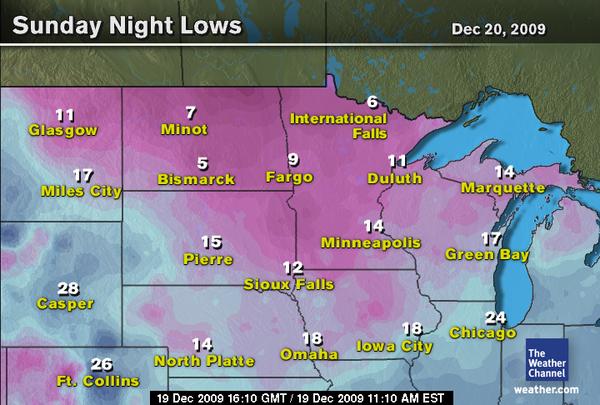 Sunday Night Lows
Dec 20, 2009
11
Glasgow
7
Minot
6
International
Falls
17
Miles City
5
Bismarck
9
Fargo
11
Duluth
14
Marquette
15
Pierre
14
Minneapolis
17
Green Bay
12
Sioux Falls
28
Casper
24
Chicago
26
Ft. Collins
14
North Platte
18
Omaha
18
Iowa City
The
Weather
Channel
weather.com
19 Dec 2009 16:10 GMT / 19 Dec 2009 11:10 AM EST